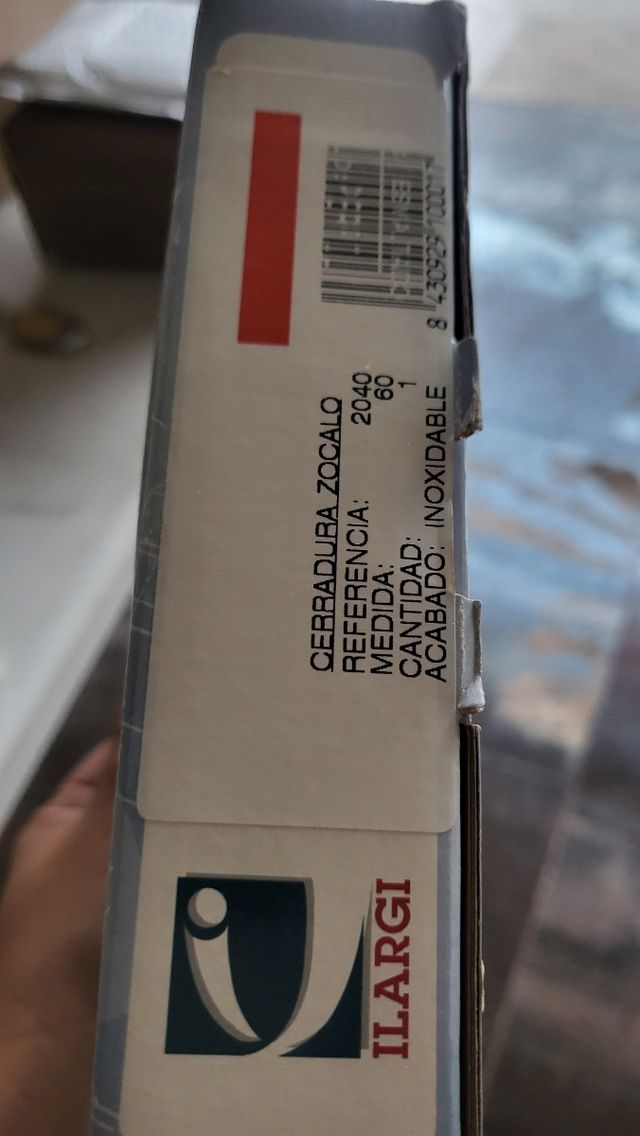 CERRADURA ZOCALO
REFERENCIA: 2040
MEDIDA: 60
CANTIDAD: 1
ACABADO: INOXIDABLE
ILARGI